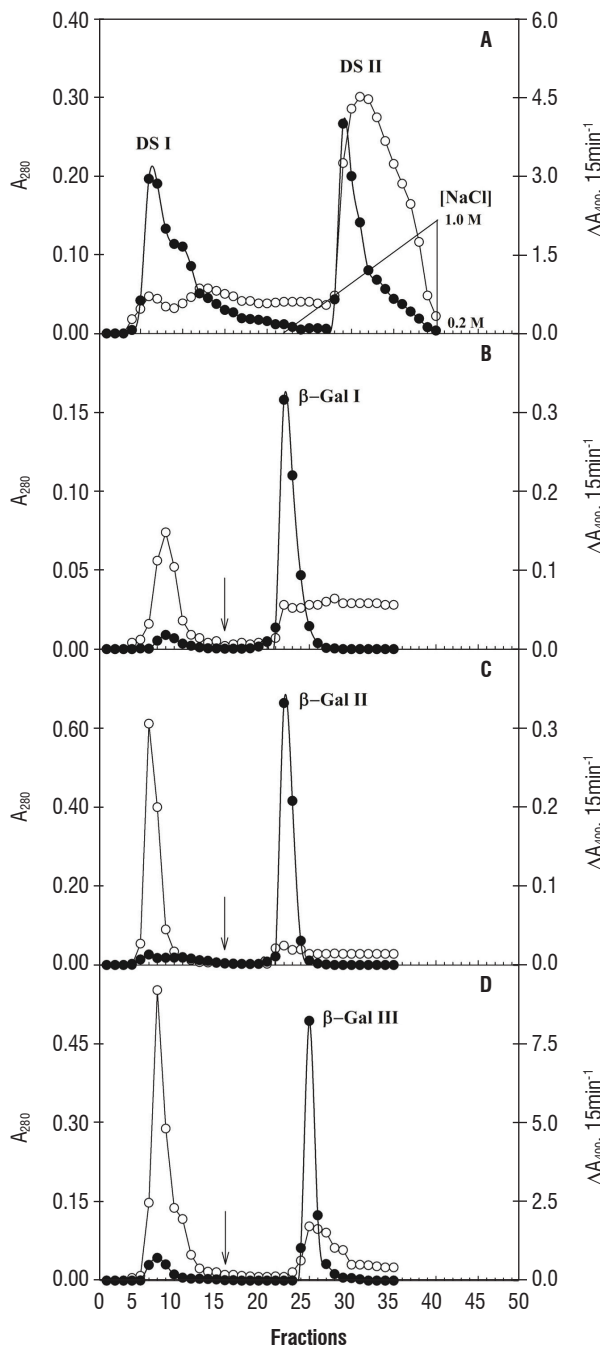 A
0.40
0.30
0.20
0.10
0.00
A280
6.0
4.5
3.0
1.5
0.0
ΔA400, 15min-1
DS I
DS II
[NaCl]
1.0 M
0.2 M
B
0.15
0.10
0.05
0.00
A280
0.3
0.2
0.1
0.0
ΔA400, 15min-1
β–Gal I
C
0.60
0.40
0.20
0.00
A280
0.3
0.2
0.1
0.0
ΔA400, 15min-1
β–Gal II
D
0.45
0.30
0.15
0.00
A280
7.5
5.0
2.5
0.0
ΔA400, 15min-1
β–Gal III
0 5 10 15 20 25 30 35 40 45 50
Fractions